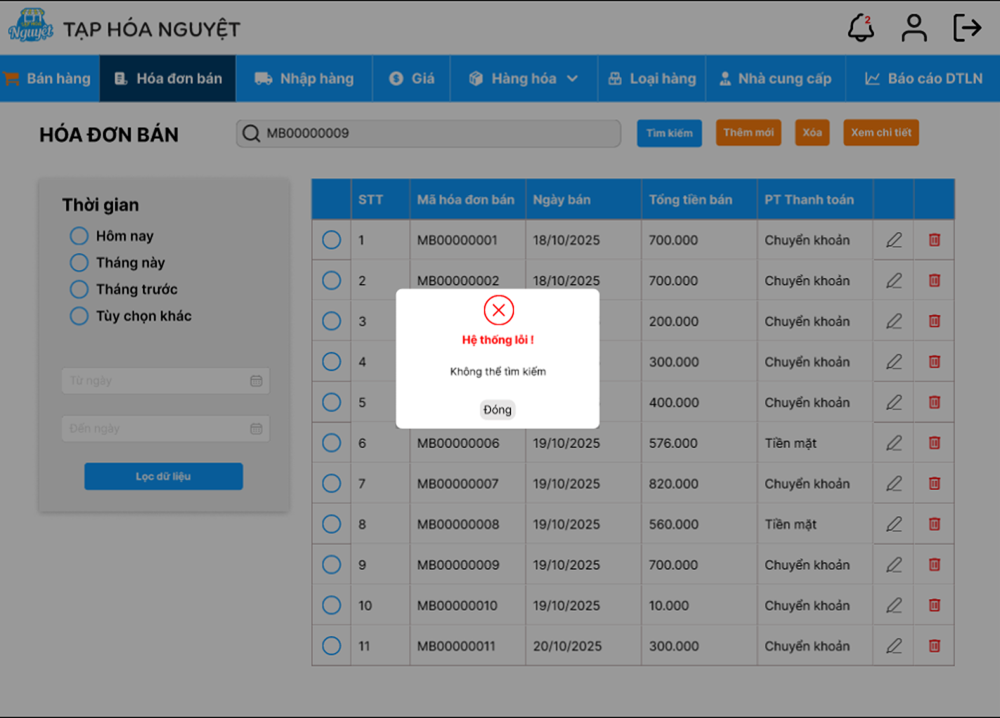 Nguyệt
TẠP HÓA NGUYỆT
2
Bán hàng
Hóa đơn bán
Nhập hàng
Giá
Hàng hóa
Loại hàng
Nhà cung cấp
Báo cáo DTLN
HÓA ĐƠN BÁN
MB00000009
Tìm kiếm
Thêm mới
Xóa
Xem chi tiết
Thời gian
Hôm nay
Tháng này
Tháng trước
Tùy chọn khác
Từ ngày
Đến ngày
Lọc dữ liệu
STT Mã hóa đơn bán Ngày bán Tổng tiền bán PT Thanh toán
1 MB00000001 18/10/2025 700.000 Chuyển khoản
2 MB00000002 18/10/2025 700.000 Chuyển khoản
3 200.000 Chuyển khoản
4 300.000 Chuyển khoản
5 400.000 Chuyển khoản
6 MB00000006 19/10/2025 576.000 Tiền mặt
7 MB00000007 19/10/2025 820.000 Chuyển khoản
8 MB00000008 19/10/2025 560.000 Tiền mặt
9 MB00000009 19/10/2025 700.000 Chuyển khoản
10 MB00000010 19/10/2025 10.000 Chuyển khoản
11 MB00000011 20/10/2025 300.000 Chuyển khoản
Hệ thống lỗi !
Không thể tìm kiếm
Đóng